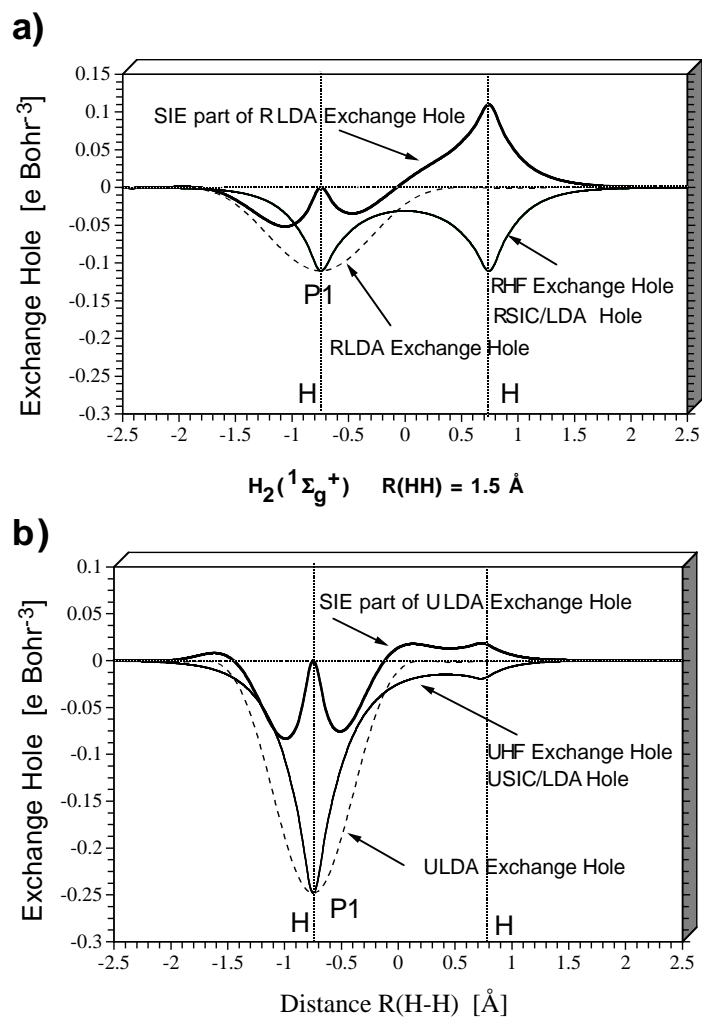 a)
Exchange Hole [e Bohr-3]
0.15
0.1
0.05
0
-0.05
-0.1
-0.15
-0.2
-0.25
-0.3
SIE part of RLDA Exchange Hole
P1
RHF Exchange Hole
RSIC/LDA Hole
RLDA Exchange Hole
H
H
-2.5 -2 -1.5 -1 -0.5 0 0.5 1 1.5 2 2.5
H2(1Σg+) R(HH) = 1.5 Å
b)
Exchange Hole [e Bohr-3]
0.1
0.05
0
-0.05
-0.1
-0.15
-0.2
-0.25
-0.3
SIE part of ULDA Exchange Hole
UHF Exchange Hole
USIC/LDA Hole
ULDA Exchange Hole
H P1
H
-2.5 -2 -1.5 -1 -0.5 0 0.5 1 1.5 2 2.5
Distance R(H-H) [Å]